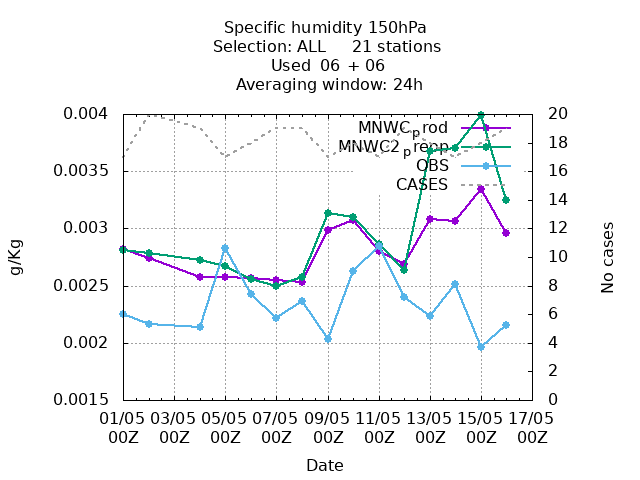 Specific humidity 150hPa
Selection: ALL 21 stations
Used 06 + 06
Averaging window: 24h
g/Kg
No cases
0.004
0.0035
0.003
0.0025
0.002
0.0015
20
18
16
14
12
10
8
6
4
2
0
MNWCprod
MNWC2prepp
OBS
CASES
01/05 03/05 05/05 07/05 09/05 11/05 13/05 15/05 17/05
00Z 00Z 00Z 00Z 00Z 00Z 00Z 00Z 00Z
Date